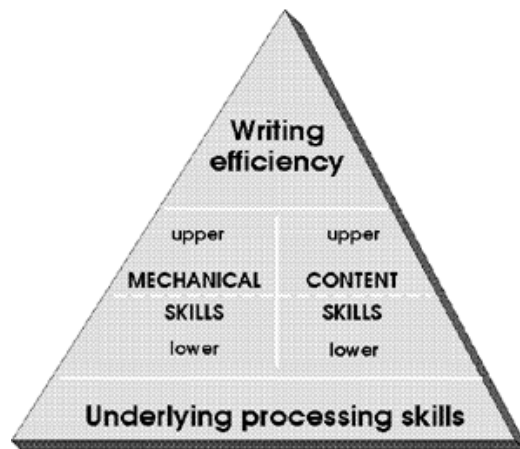 Writing
efficiency
upper upper
MECHANICAL CONTENT
SKILLS SKILLS
lower lower
Underlying processing skills